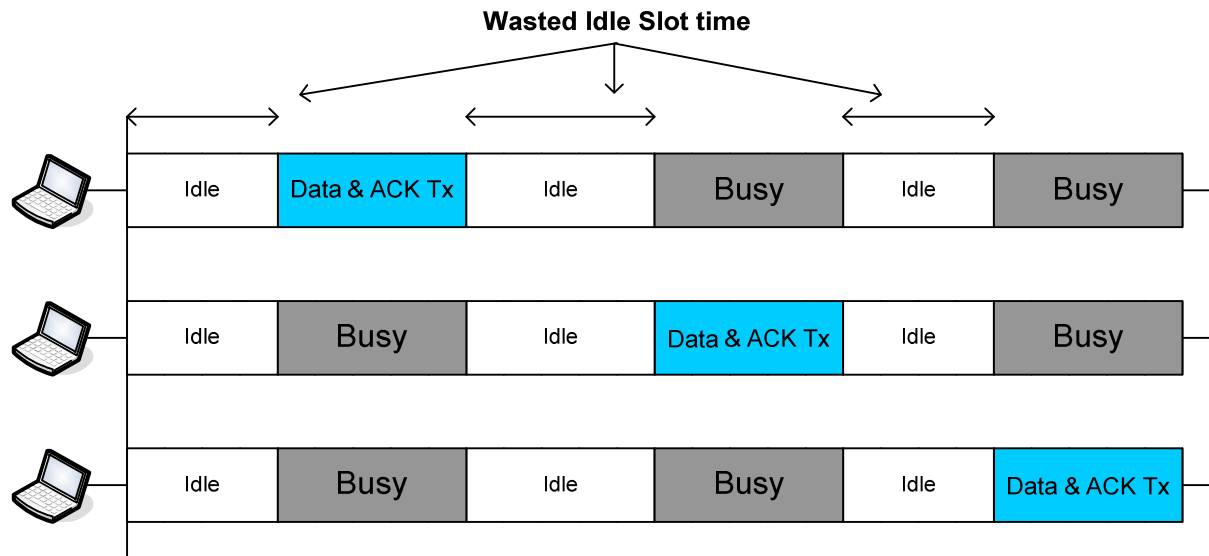 Wasted Idle Slot time
Idle Data & ACK Tx Idle Busy Idle Busy
Idle Busy Idle Data & ACK Tx Idle Busy
Idle Busy Idle Busy Idle Data & ACK Tx